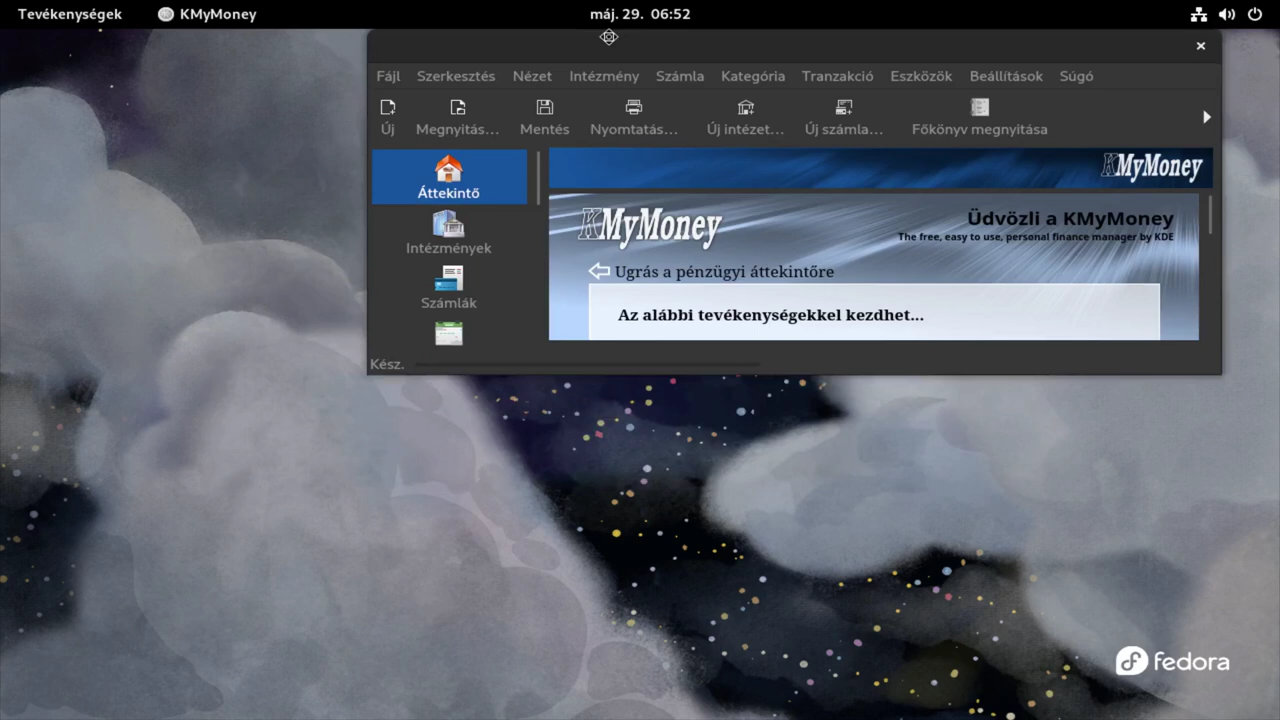 Tevékenységek KMyMoney máj. 29. 06:52
Fájl Szerkesztés Nézet Intézmény Számla Kategória Tranzakció Eszközök Beállítások Súgó
Új Megnyitás... Mentés Nyomtatás... Új intézet... Új számla... Főkönyv megnyitása
KMyMoney
Áttekintő
Intézmények
Számlák
KMyMoney
Üdvözli a KMyMoney
The free, easy to use, personal finance manager by KDE
Ugrás a pénzügyi áttekintőre
Az alábbi tevékenységekkel kezdhet...
Kész.
fedora